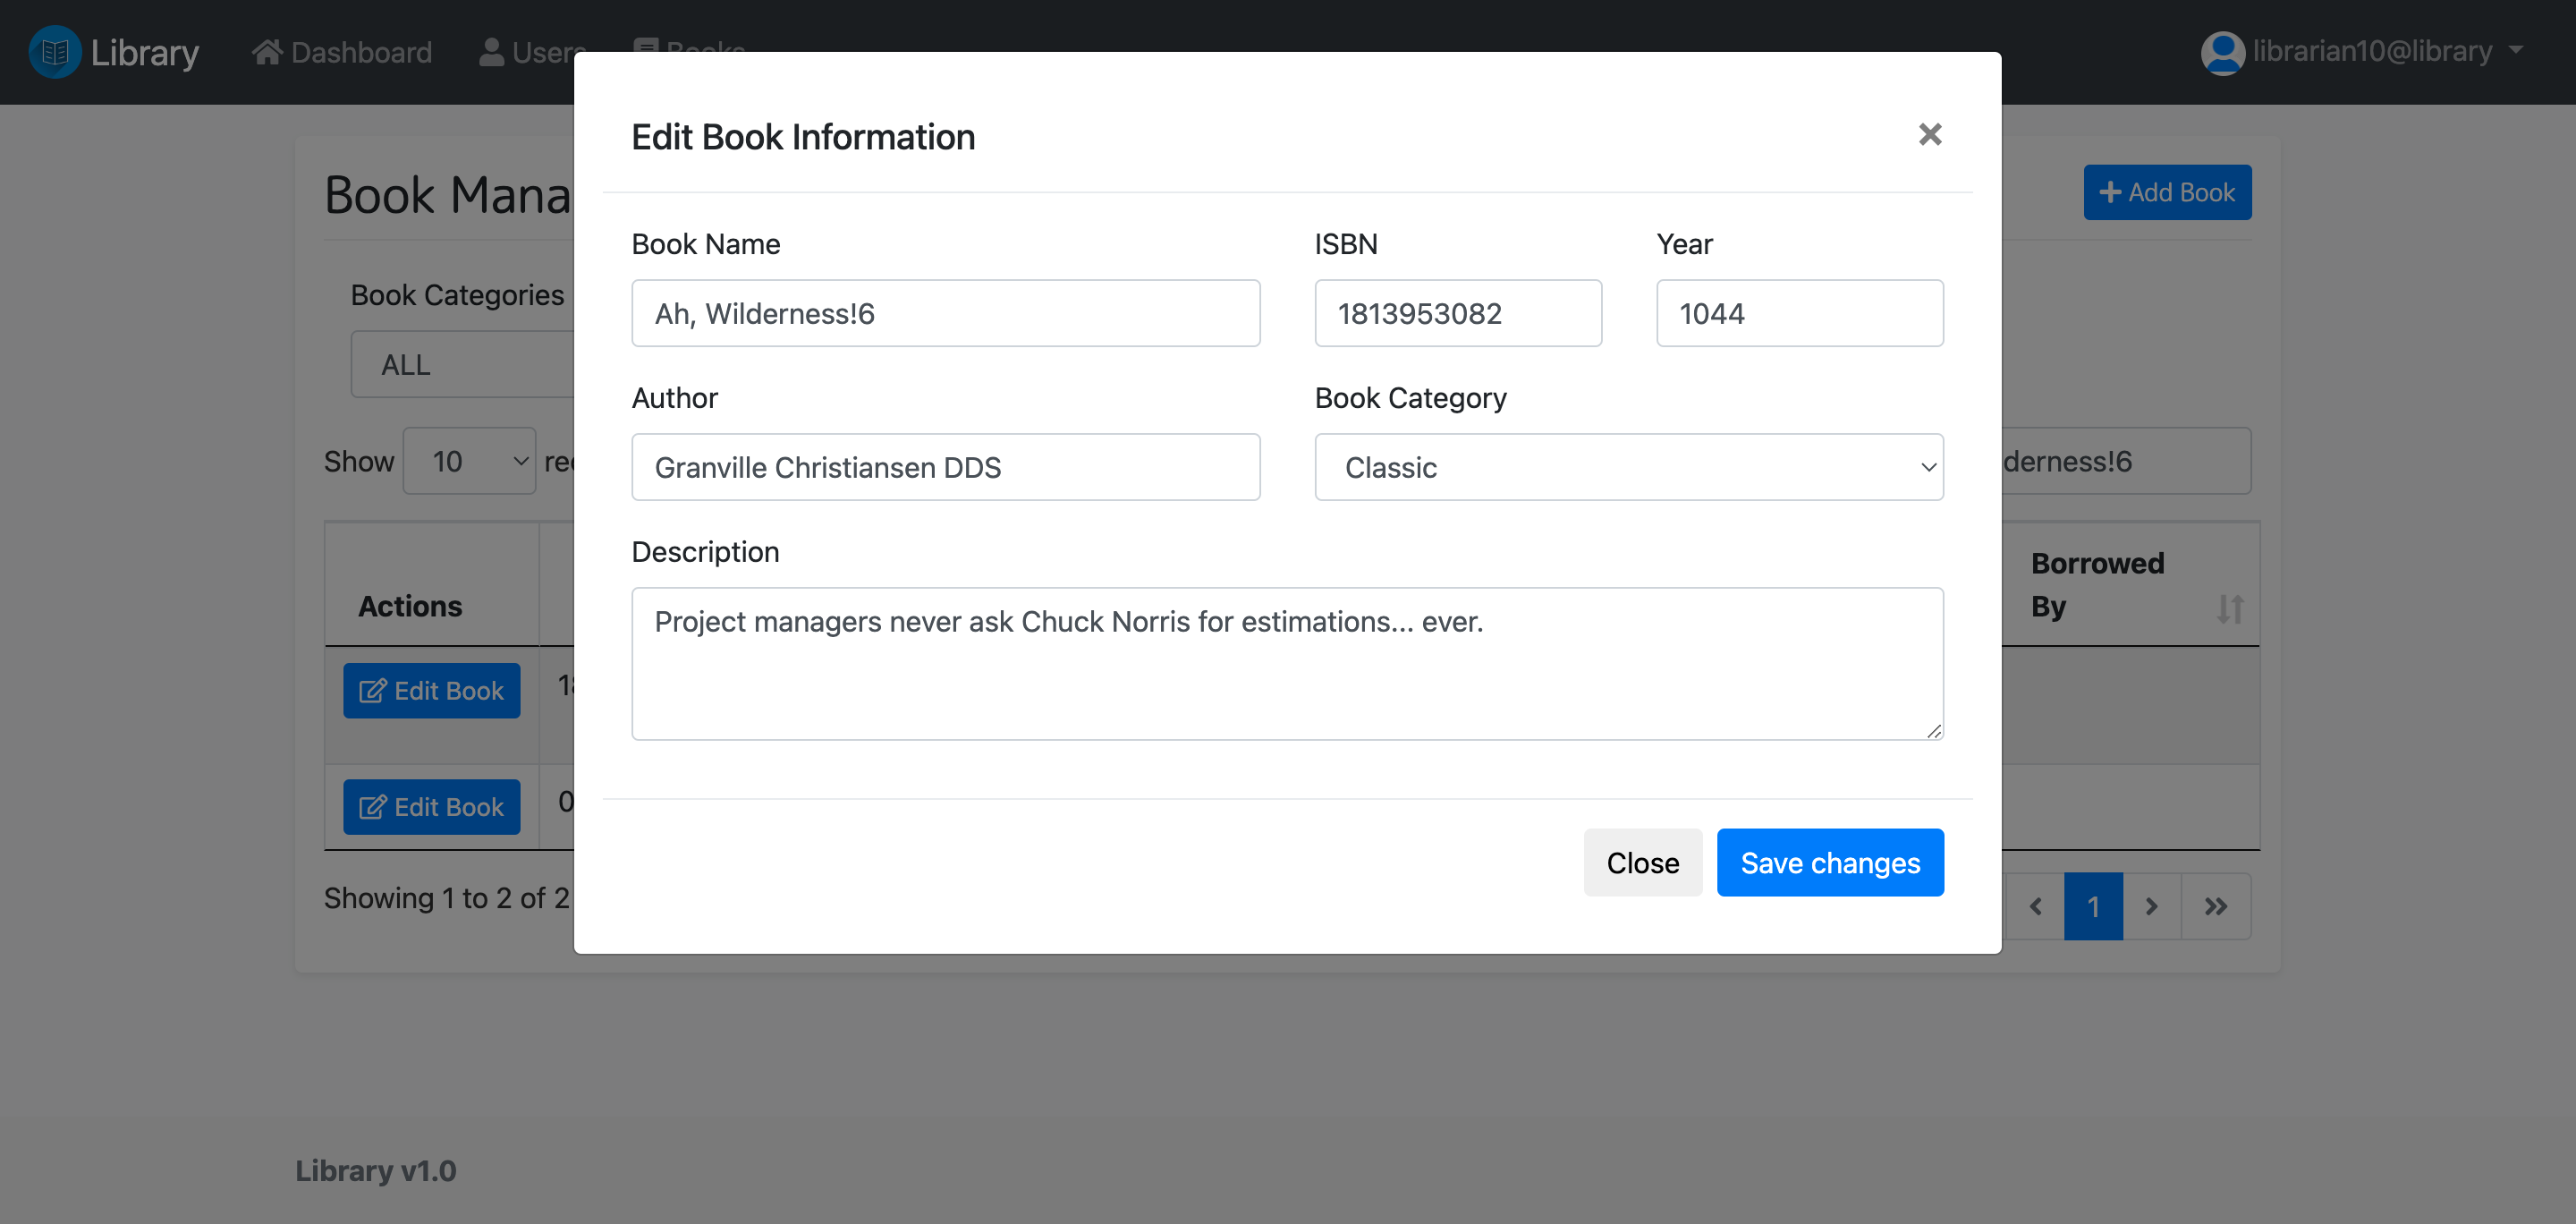 Library
Dashboard
Users
Books
librarian10@library
Edit Book Information
×
Book Name
ISBN
Year
Ah, Wilderness!6
1813953082
1044
Author
Book Category
Granville Christiansen DDS
Classic
Description
Project managers never ask Chuck Norris for estimations... ever.
Close
Save changes
Book Mana
Add Book
Book Categories
ALL
Show
10
derness!6
Actions
Borrowed
By
Edit Book
Edit Book
0
Showing 1 to 2 of 2
1
Library v1.0